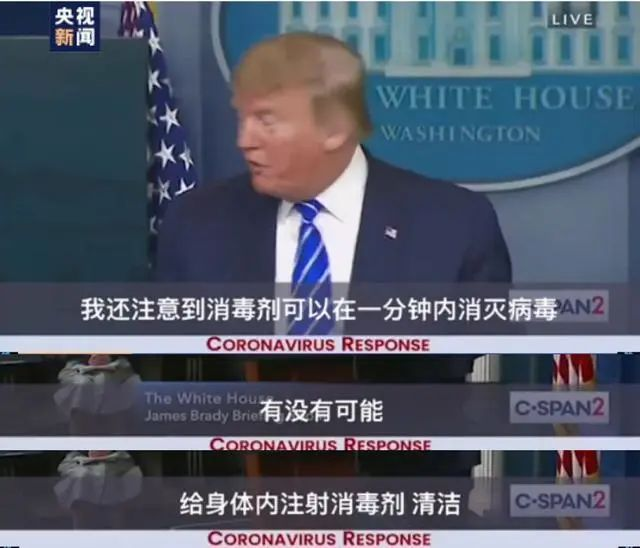 央视
新闻
LIVE
WHITE HOUSE
WASHINGTON
我还注意到消毒剂可以在一分钟内消灭病毒
SPAN2
CORONAVIRUS RESPONSE
The White House
James Brady Briefing
有没有可能
C-SPAN2
CORONAVIRUS RESPONSE
给身体内注射消毒剂 清洁
C-SPAN2
CORONAVIRUS RESPONSE